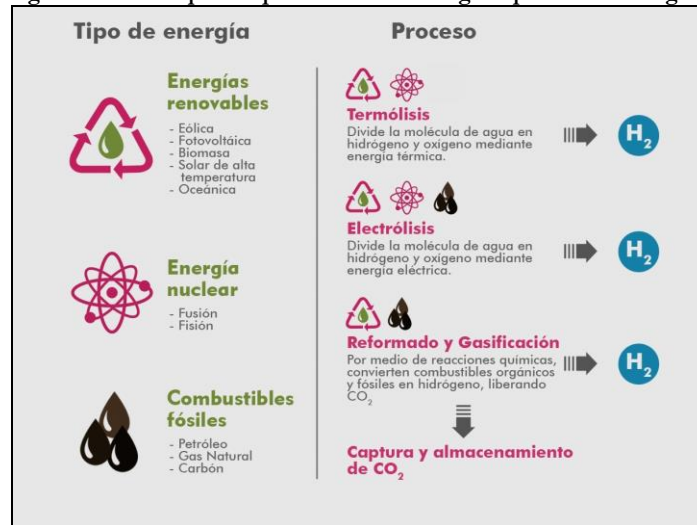 Tipo de energía
Energías
renovables
- Eólica
- Fotovoltáica
- Biomasa
- Solar de alta
temperatura
- Oceánica
Energía
nuclear
- Fusión
- Fisión
Combustibles
fósiles
- Petróleo
- Gas Natural
- Carbón
Proceso
Termólisis
Divide la molécula de agua en
hidrógeno y oxigeno mediante
energía térmica.
H₂
Electrólisis
Divide la molécula de agua en
hidrógeno y oxigeno mediante
energía eléctrica.
H₂
Reformado y Gasificación
Por medio de reacciones químicas,
convierten combustibles orgánicos
y fósiles en hidrógeno, liberando
CO₂
H₂
Captura y almacenamiento
de CO₂